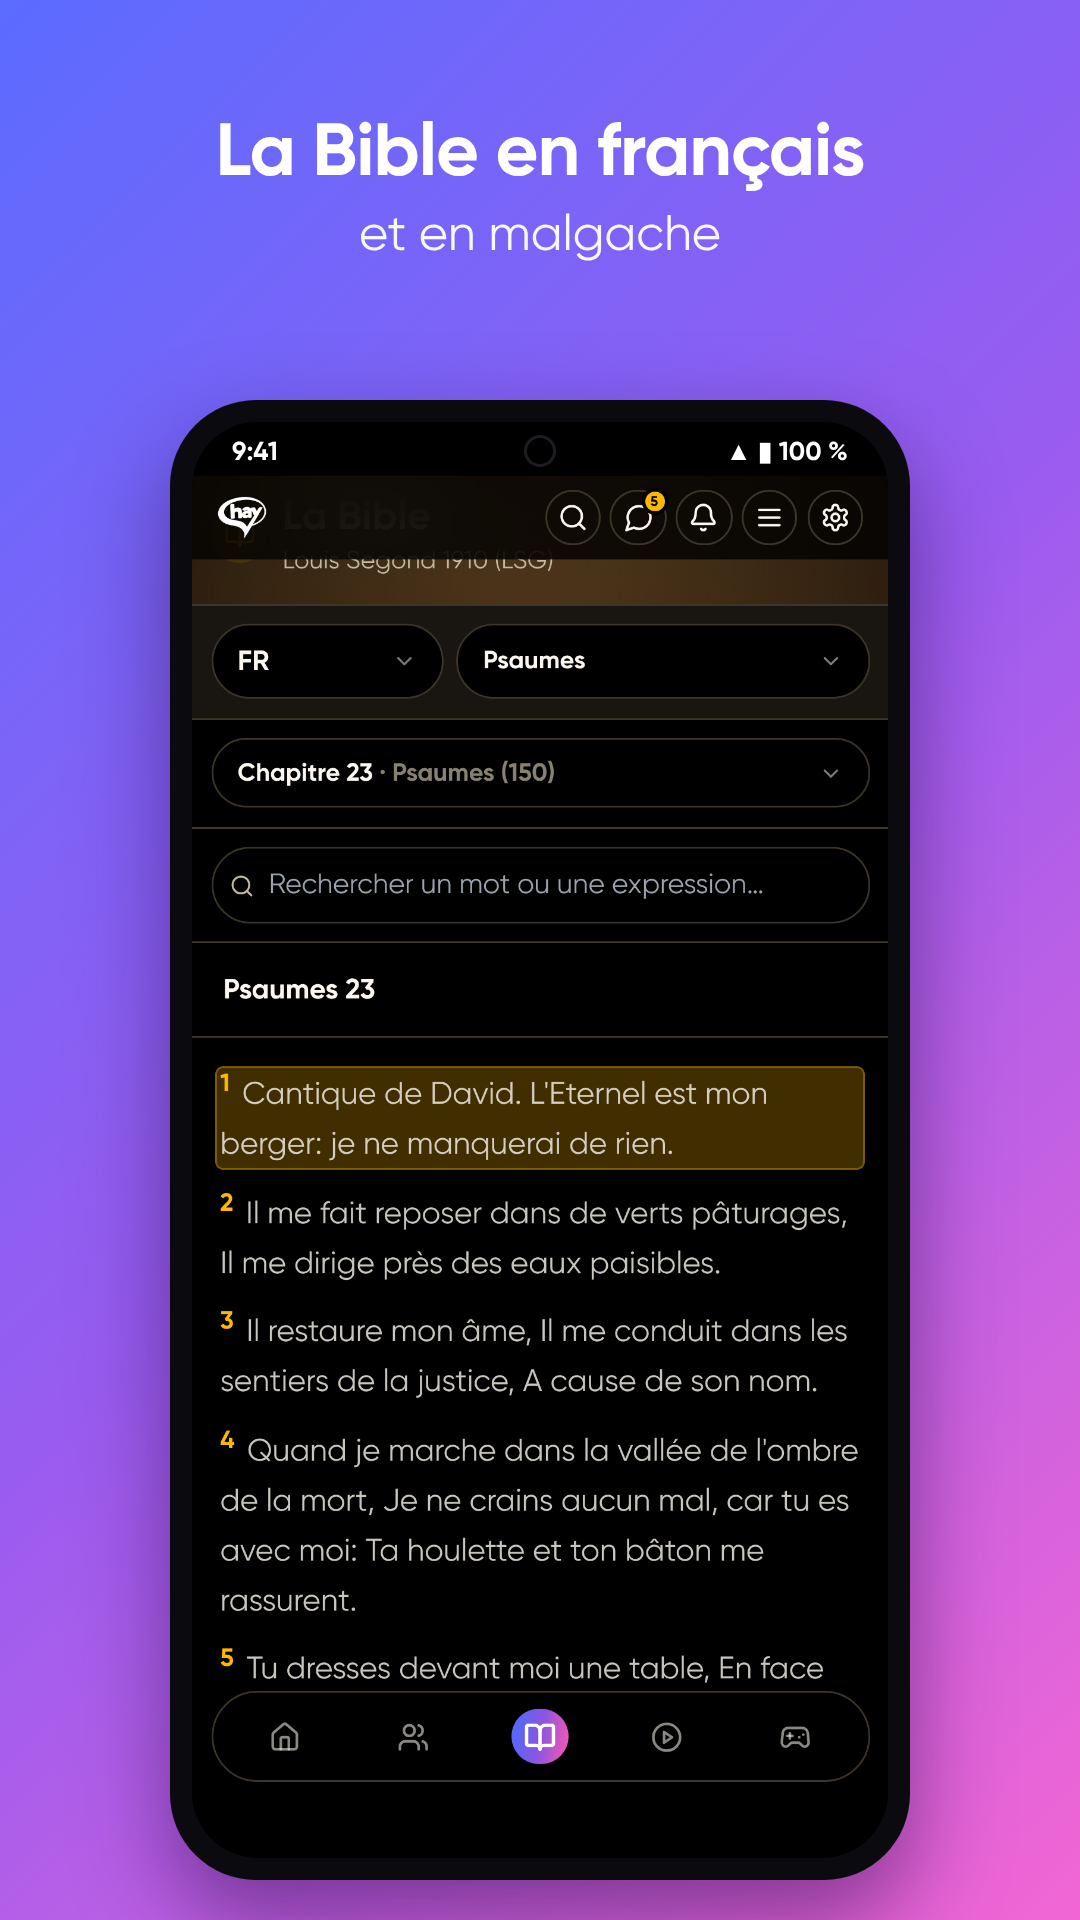 La Bible en français
et en malgache
9:41
100 %
hay
La Bible
5
Louis Segond 1910 (LSG)
FR
Psaumes
Chapitre 23 · Psaumes (150)
Rechercher un mot ou une expression...
Psaumes 23
1 Cantique de David. L'Eternel est mon
berger: je ne manquerai de rien.
2 Il me fait reposer dans de verts pâturages,
Il me dirige près des eaux paisibles.
3 Il restaure mon âme, Il me conduit dans les
sentiers de la justice, A cause de son nom.
4 Quand je marche dans la vallée de l'ombre
de la mort, Je ne crains aucun mal, car tu es
avec moi: Ta houlette et ton bâton me
rassurent.
5 Tu dresses devant moi une table, En face